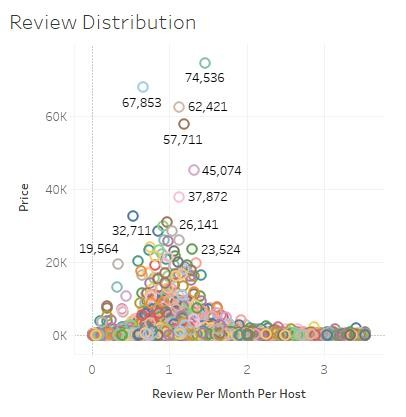 Review Distribution
74,536
67,853
62,421
60K
57,711
45,074
40K
37,872
Price
32,711
26,141
19,564
23,524
20K
0K
0
1
2
3
Review Per Month Per Host